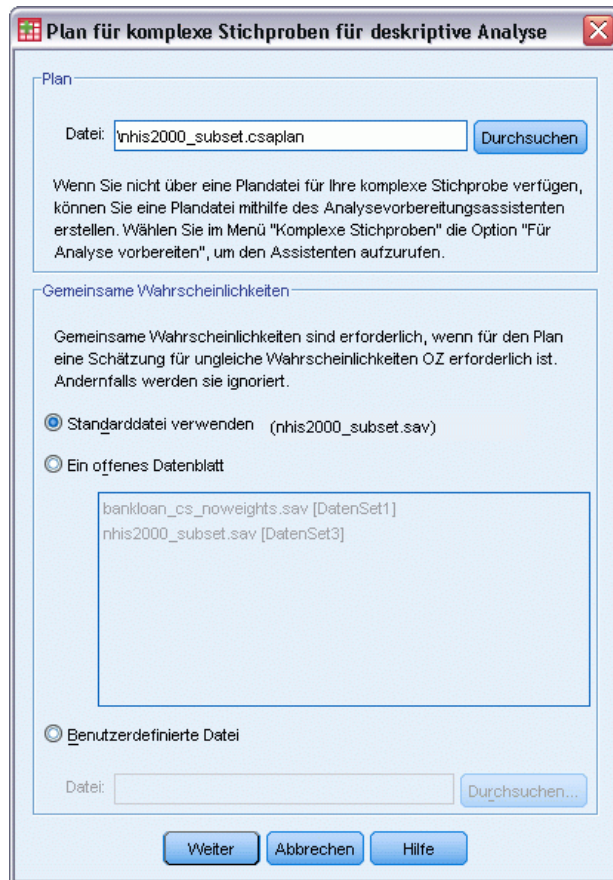 Plan für komplexe Stichproben für deskriptive Analyse
Plan
Datei: \nhis2000_subset.csaplan Durchsuchen
Wenn Sie nicht über eine Plandatei für Ihre komplexe Stichprobe verfügen,
können Sie eine Plandatei mithilfe des Analysevorbereitungsassistenten
erstellen. Wählen Sie im Menü "Komplexe Stichproben" die Option "Für
Analyse vorbereiten", um den Assistenten aufzurufen.
Gemeinsame Wahrscheinlichkeiten
Gemeinsame Wahrscheinlichkeiten sind erforderlich, wenn für den Plan
eine Schätzung für ungleiche Wahrscheinlichkeiten OZ erforderlich ist.
Andernfalls werden sie ignoriert.
Standarddatei verwenden (nhis2000_subset.sav)
Ein offenes Datenblatt
bankloan_cs_noweights.sav [DatenSet1]
nhis2000_subset.sav [DatenSet3]
Benutzerdefinierte Datei
Datei: Durchsuchen...
Weiter Abbrechen Hilfe